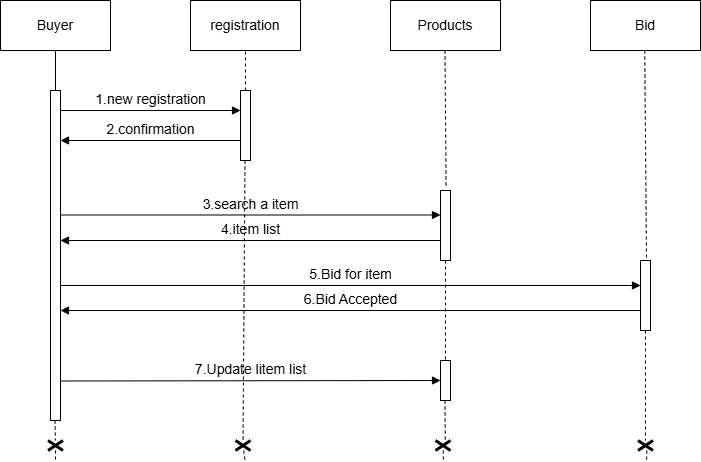 Buyer
registration
Products
Bid
1.new registration
2.confirmation
3.search a item
4.item list
5.Bid for item
6.Bid Accepted
7.Update litem list